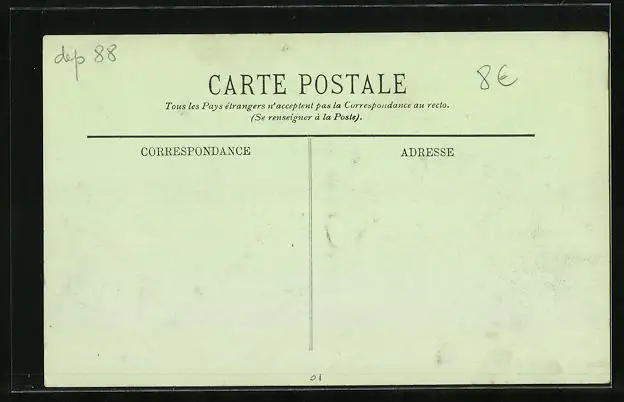 dep 88
8€
CARTE POSTALE
Tous les Pays étrangers n'acceptent pas la Correspondance au recto.
(Se renseigner à la Poste).
CORRESPONDANCE
ADRESSE
01